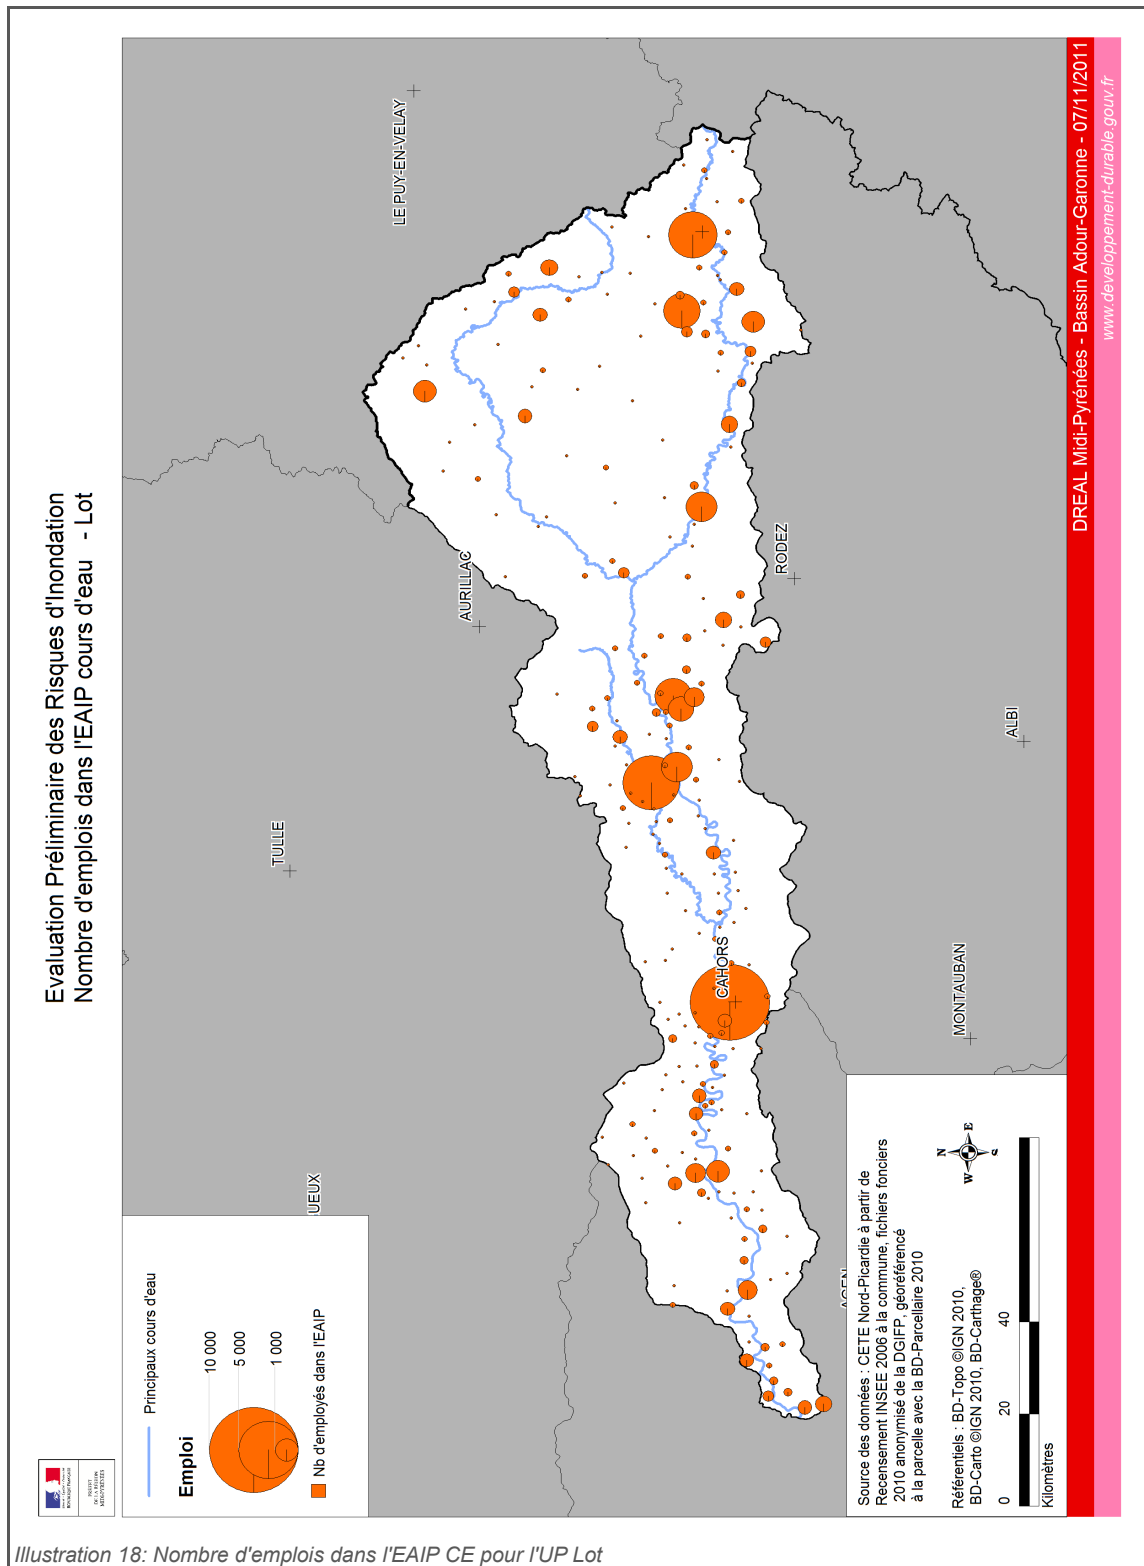 Evaluation Préliminaire des Risques d'Inondation
Nombre d'emplois dans l'EAIP cours d'eau - Lot
Principaux cours d'eau
Emploi
10 000
5 000
1 000
Nb d'employés dans l'EAIP
UEUX
TULLE
AURILLAC
LE PUY-EN-VELAY
CAHORS
RODEZ
MONTAUBAN
ALBI
Source des données : CETE Nord-Picardie à partir de
Recensement INSEE 2006 à la commune, fichiers fonciers
2010 anonymisé de la DGIFP, géoréférencé
à la parcelle avec la BD-Parcellaire 2010
Référentiels : BD-Topo ©IGN 2010,
BD-Carto ©IGN 2010, BD-Carthage®
N
E
S
W
0 20 40
Kilomètres
DREAL Midi-Pyrénées - Bassin Adour-Garonne - 07/11/2011
www.developpement-durable.gouv.fr
Illustration 18: Nombre d'emplois dans l'EAIP CE pour l'UP Lot